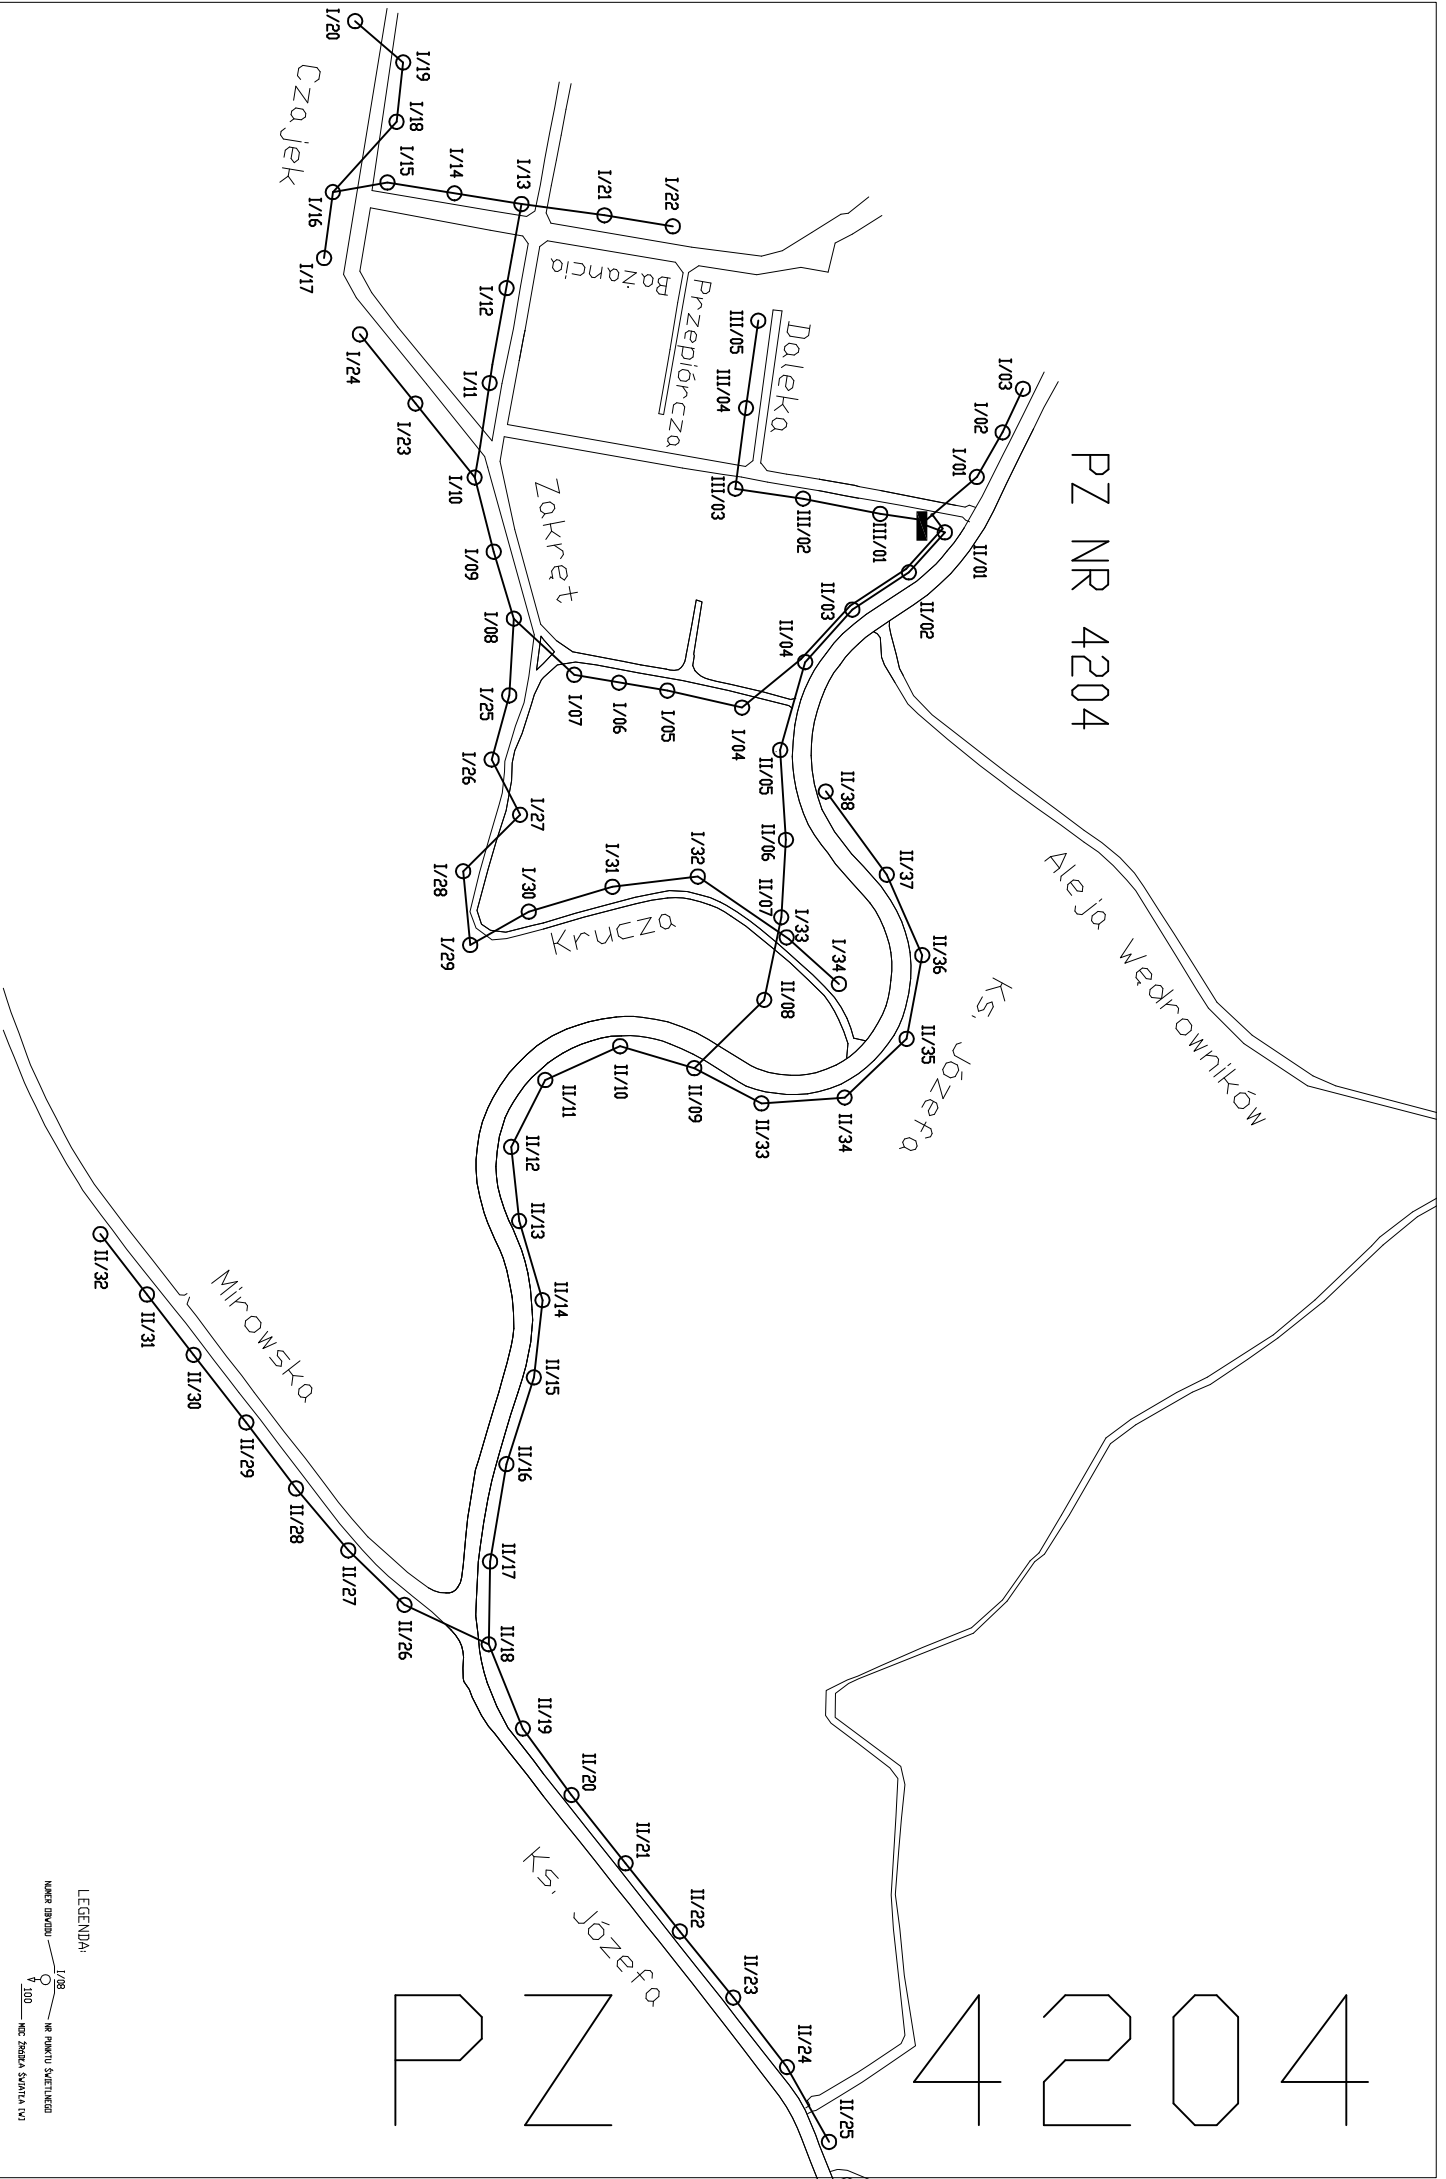 PZ NR 4204
PZ 4204
Aleja Wędrowników
Ks. Józefa
Ks. Józefa
Mirowska
Krucza
Zakręt
Daleka
Przepiórcza
Bażancia
Czajek
I/01
I/02
I/03
I/04
I/05
I/06
I/07
I/08
I/09
I/10
I/11
I/12
I/13
I/14
I/15
I/16
I/17
I/18
I/19
I/20
I/21
I/22
I/23
I/24
I/25
I/26
I/27
I/28
I/29
I/30
I/31
I/32
I/33
I/34
II/01
II/02
II/03
II/04
II/05
II/06
II/07
II/08
II/09
II/10
II/11
II/12
II/13
II/14
II/15
II/16
II/17
II/18
II/19
II/20
II/21
II/22
II/23
II/24
II/25
II/26
II/27
II/28
II/29
II/30
II/31
II/32
II/33
II/34
II/35
II/36
II/37
II/38
III/01
III/02
III/03
III/04
III/05
LEGENDA:
NUMER OBWODU
I/08
NR PUNKTU ŚWIETLNEGO
100
MOC ŹRÓDŁA ŚWIATŁA [W]